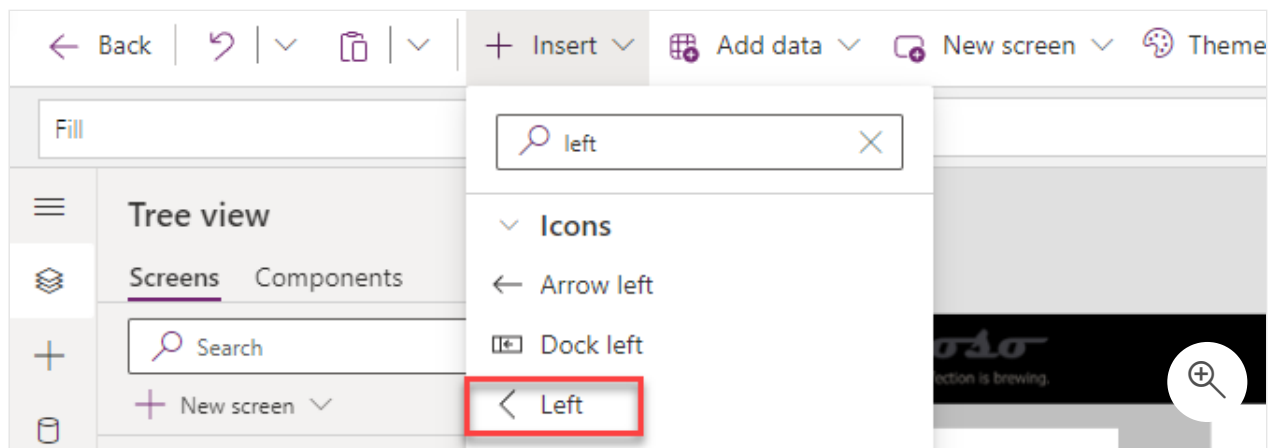 Back
Insert
Add data
New screen
Theme
Fill
left
Tree view
Icons
Screens Components
Arrow left
Search
Dock left
New screen
Left
ection is brewing.